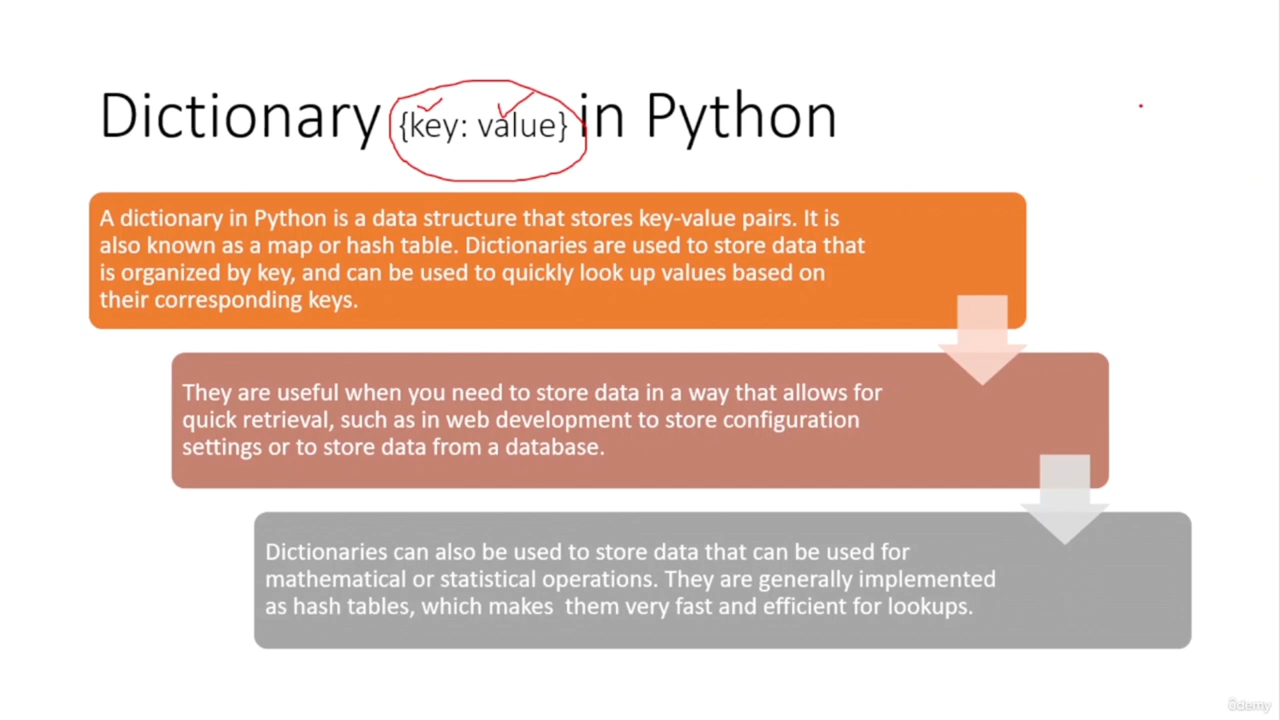 Dictionary {key: value} in Python
A dictionary in Python is a data structure that stores key-value pairs. It is
also known as a map or hash table. Dictionaries are used to store data that
is organized by key, and can be used to quickly look up values based on
their corresponding keys.
They are useful when you need to store data in a way that allows for
quick retrieval, such as in web development to store configuration
settings or to store data from a database.
Dictionaries can also be used to store data that can be used for
mathematical or statistical operations. They are generally implemented
as hash tables, which makes  them very fast and efficient for lookups.
ûdemy